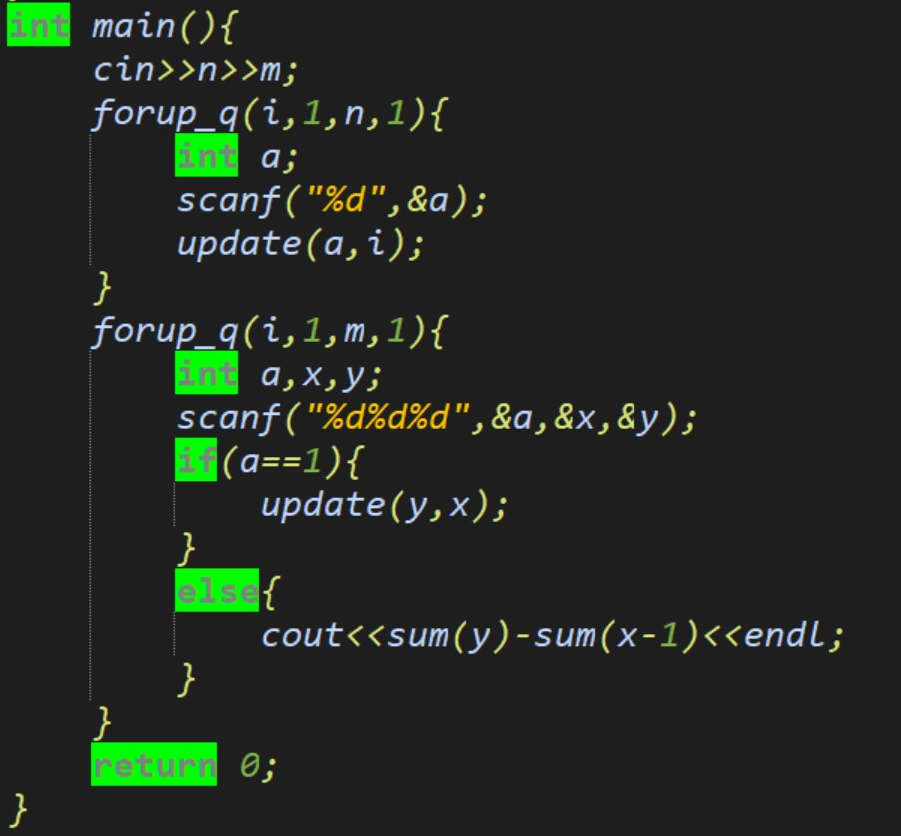 int main(){
    cin>>n>>m;
    forup_q(i,1,n,1){
        int a;
        scanf("%d",&a);
        update(a,i);
    }
    forup_q(i,1,m,1){
        int a,x,y;
        scanf("%d%d%d",&a,&x,&y);
        if(a==1){
            update(y,x);
        }
        else{
            cout<<sum(y)-sum(x-1)<<endl;
        }
    }
    return 0;
}